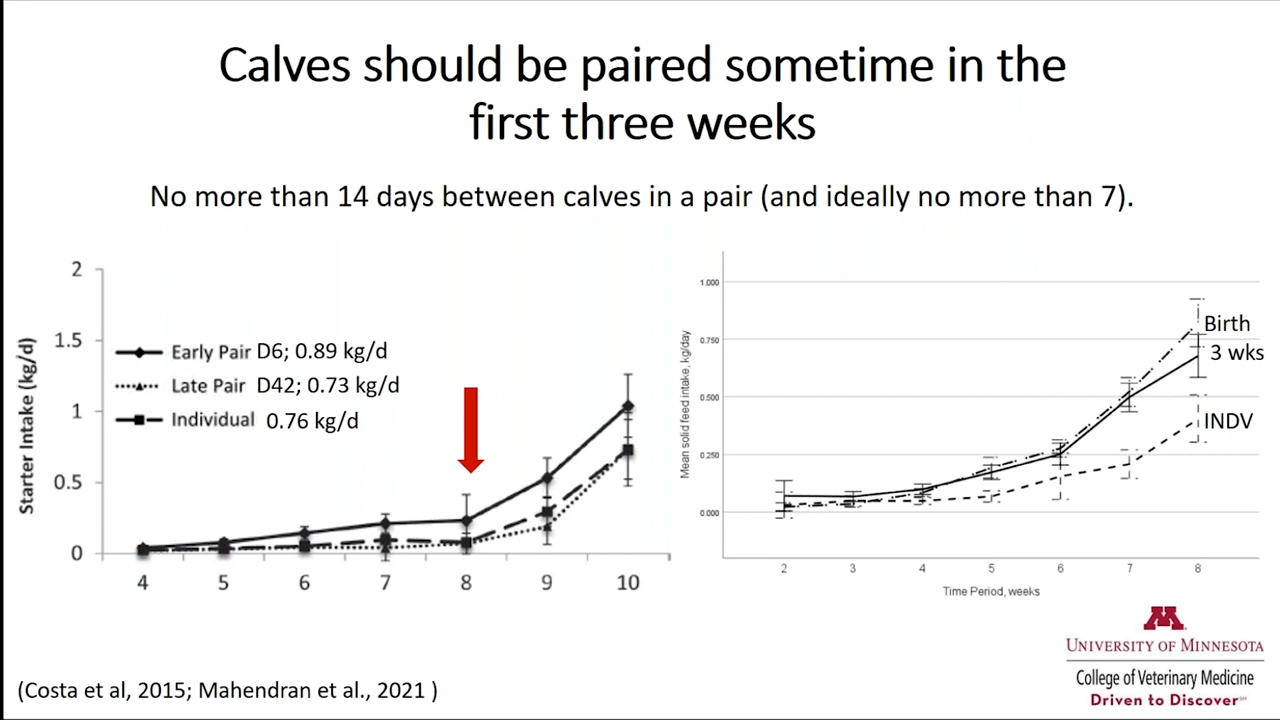 Calves should be paired sometime in the
first three weeks
No more than 14 days between calves in a pair (and ideally no more than 7).
Starter Intake (kg/d)
2
1.5
1
0.5
0
Early Pair D6; 0.89 kg/d
Late Pair D42; 0.73 kg/d
Individual 0.76 kg/d
4 5 6 7 8 9 10
Mean solid feed intake, kg/day
1.000
0.750
0.500
0.250
0.000
Birth
3 wks
INDV
2 3 4 5 6 7 8
Time Period, weeks
(Costa et al, 2015; Mahendran et al., 2021 )
M
UNIVERSITY OF MINNESOTA
College of Veterinary Medicine
Driven to Discover℠